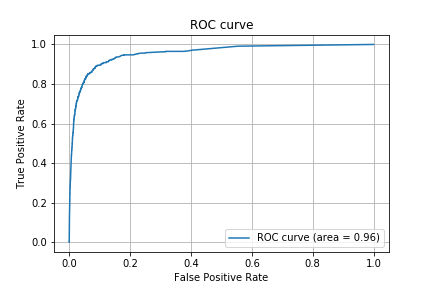 ROC curve
1.0
0.8
0.6
0.4
0.2
0.0
True Positive Rate
ROC curve (area = 0.96)
0.0 0.2 0.4 0.6 0.8 1.0
False Positive Rate